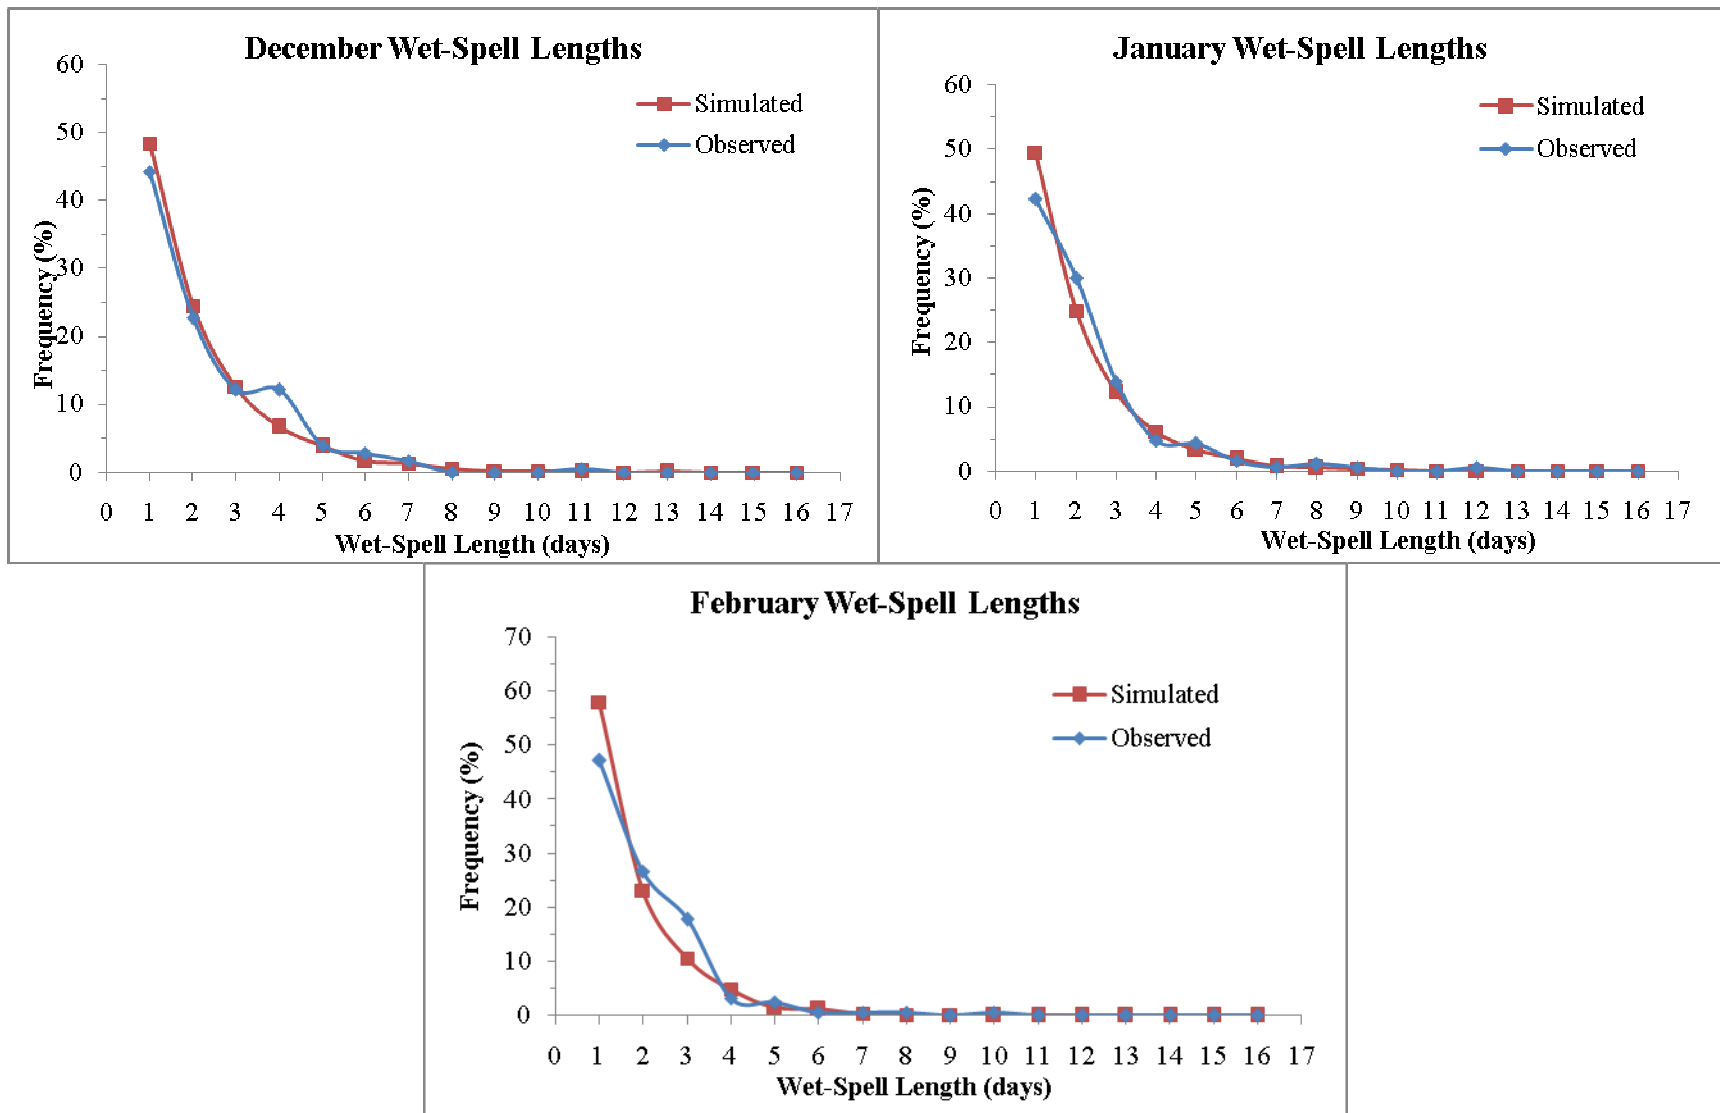 December Wet-Spell Lengths
60
50
40
30
20
10
0
Frequency (%)
Simulated
Observed
0 1 2 3 4 5 6 7 8 9 10 11 12 13 14 15 16 17
Wet-Spell Length (days)
January Wet-Spell Lengths
60
50
40
30
20
10
0
Frequency (%)
Simulated
Observed
0 1 2 3 4 5 6 7 8 9 10 11 12 13 14 15 16 17
Wet-Spell Length (days)
February Wet-Spell Lengths
70
60
50
40
30
20
10
0
Frequency (%)
Simulated
Observed
0 1 2 3 4 5 6 7 8 9 10 11 12 13 14 15 16 17
Wet-Spell Length (days)